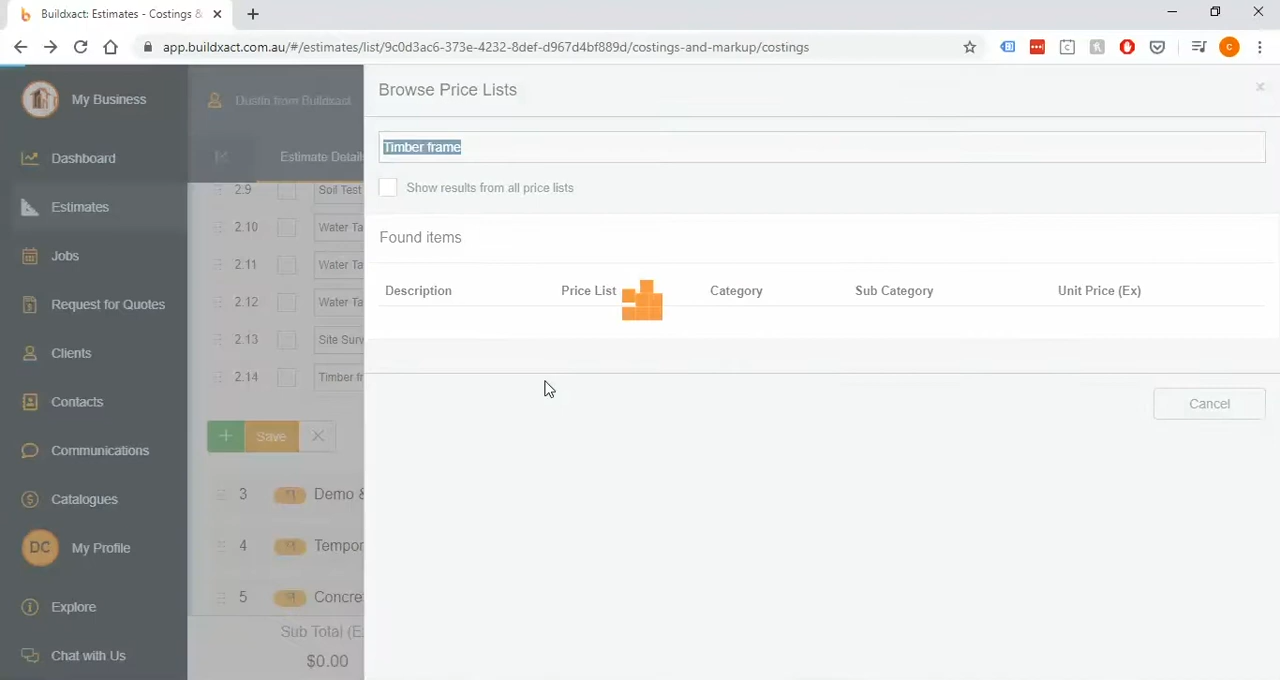 Buildxact: Estimates - Costings &
app.buildxact.com.au/#/estimates/list/9c0d3ac6-373e-4232-8def-d967d4bf889d/costings-and-markup/costings
C
My Business
Dustin from Buildxact
Browse Price Lists
Timber frame
Dashboard
Estimate Detail
Show results from all price lists
Estimates
2.9 Soil Test
2.10 Water Ta
Found items
Jobs
2.11 Water Ta
Description Price List Category Sub Category Unit Price (Ex)
Request for Quotes
2.12 Water Ta
2.13 Site Surv
Clients
2.14 Timber fr
Contacts
Cancel
Save
Communications
3 Demo &
Catalogues
4 Tempor
DC My Profile
5 Concre
Explore
Sub Total (E
Chat with Us
$0.00